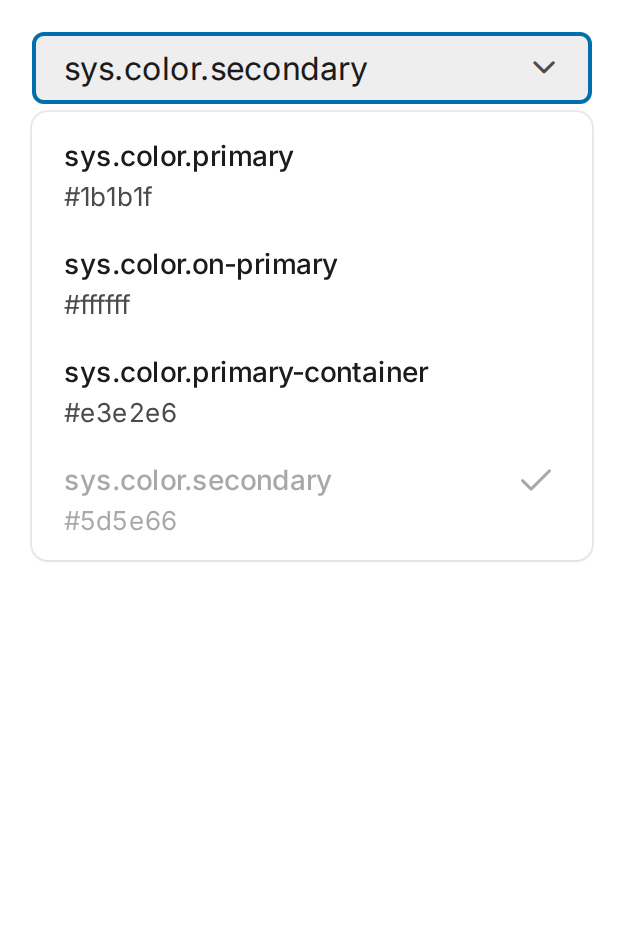 sys.color.secondary
sys.color.primary
#1b1b1f
sys.color.on-primary
#ffffff
sys.color.primary-container
#e3e2e6
sys.color.secondary
#5d5e66